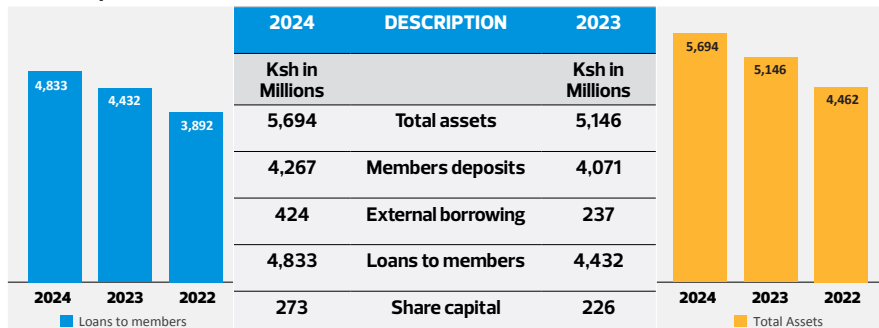 4,833
4,432
3,892
2024 2023 2022
Loans to members
2024 DESCRIPTION 2023
Ksh in Millions Ksh in Millions
5,694 Total assets 5,146
4,267 Members deposits 4,071
424 External borrowing 237
4,833 Loans to members 4,432
273 Share capital 226
5,694
5,146
4,462
2024 2023 2022
Total Assets